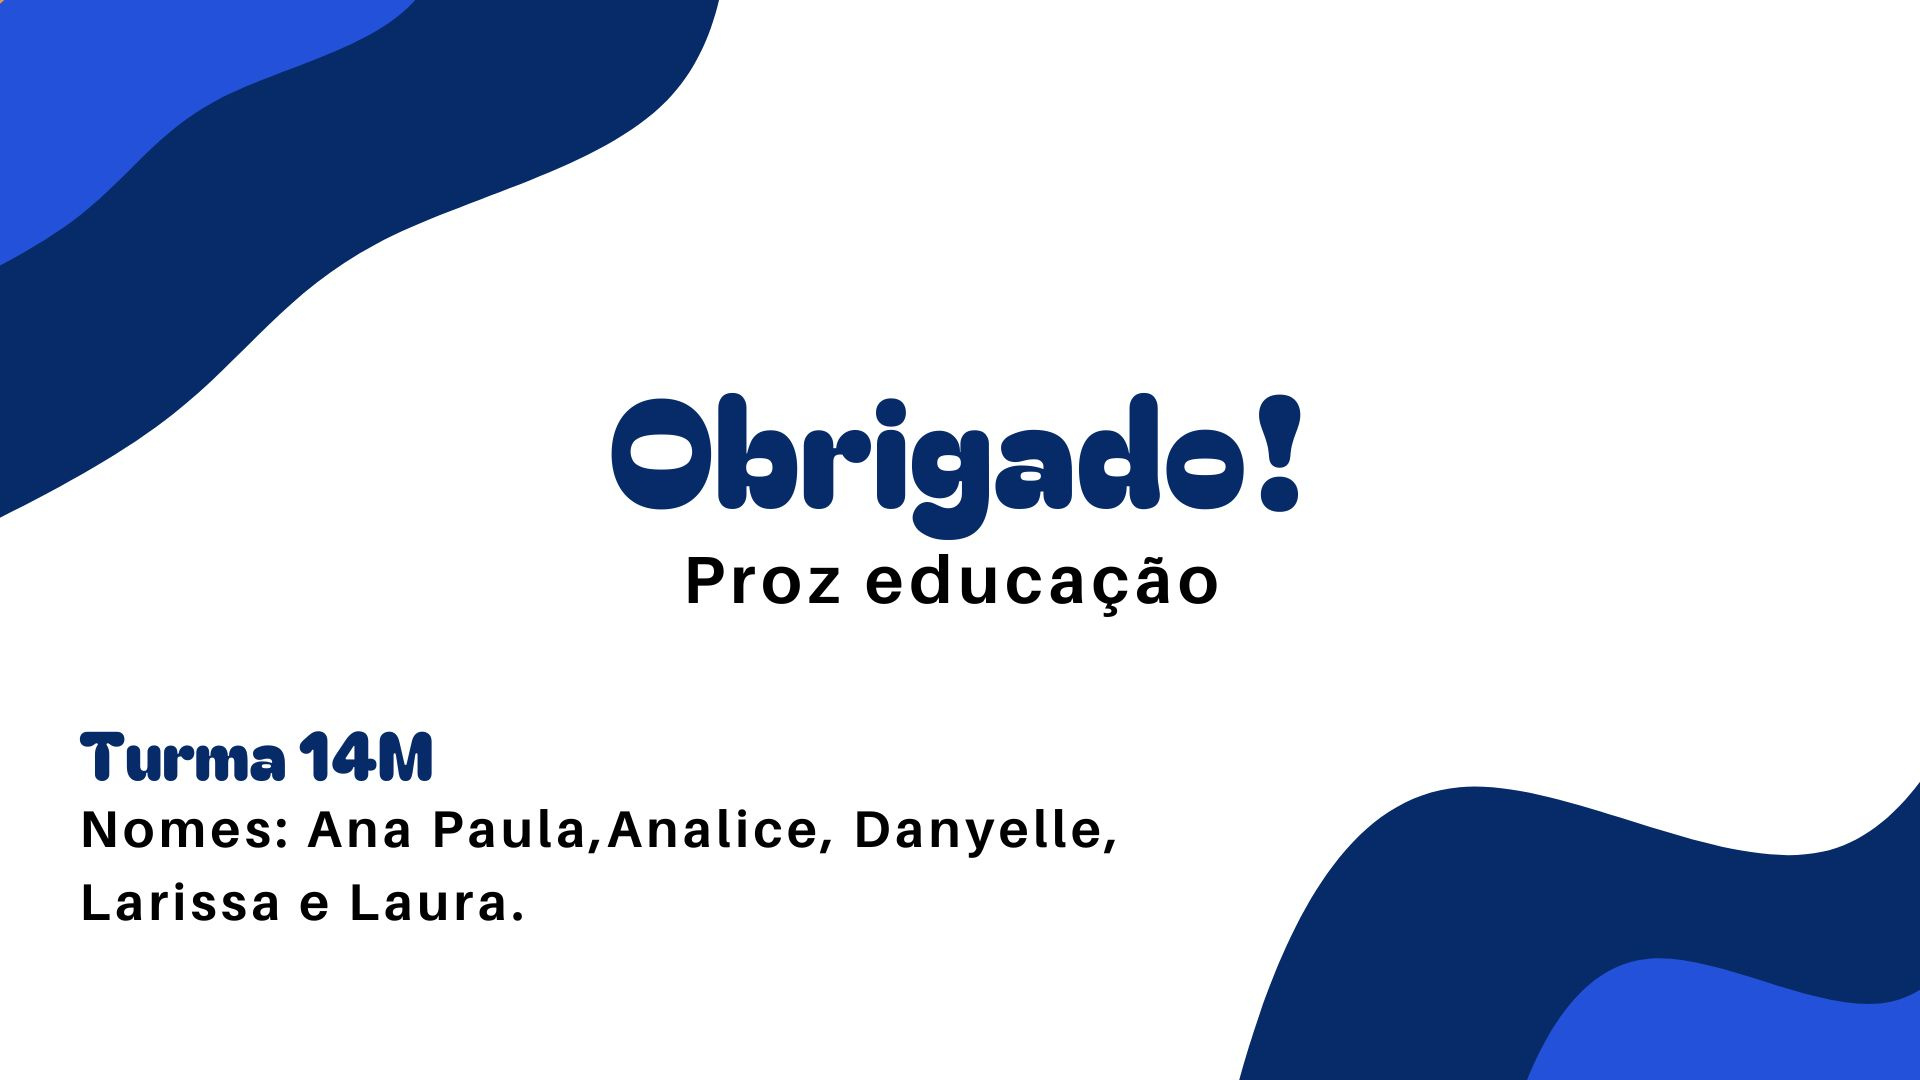 Obrigado!
Proz educação
Turma 14M
Nomes: Ana Paula,Analice, Danyelle,
Larissa e Laura.